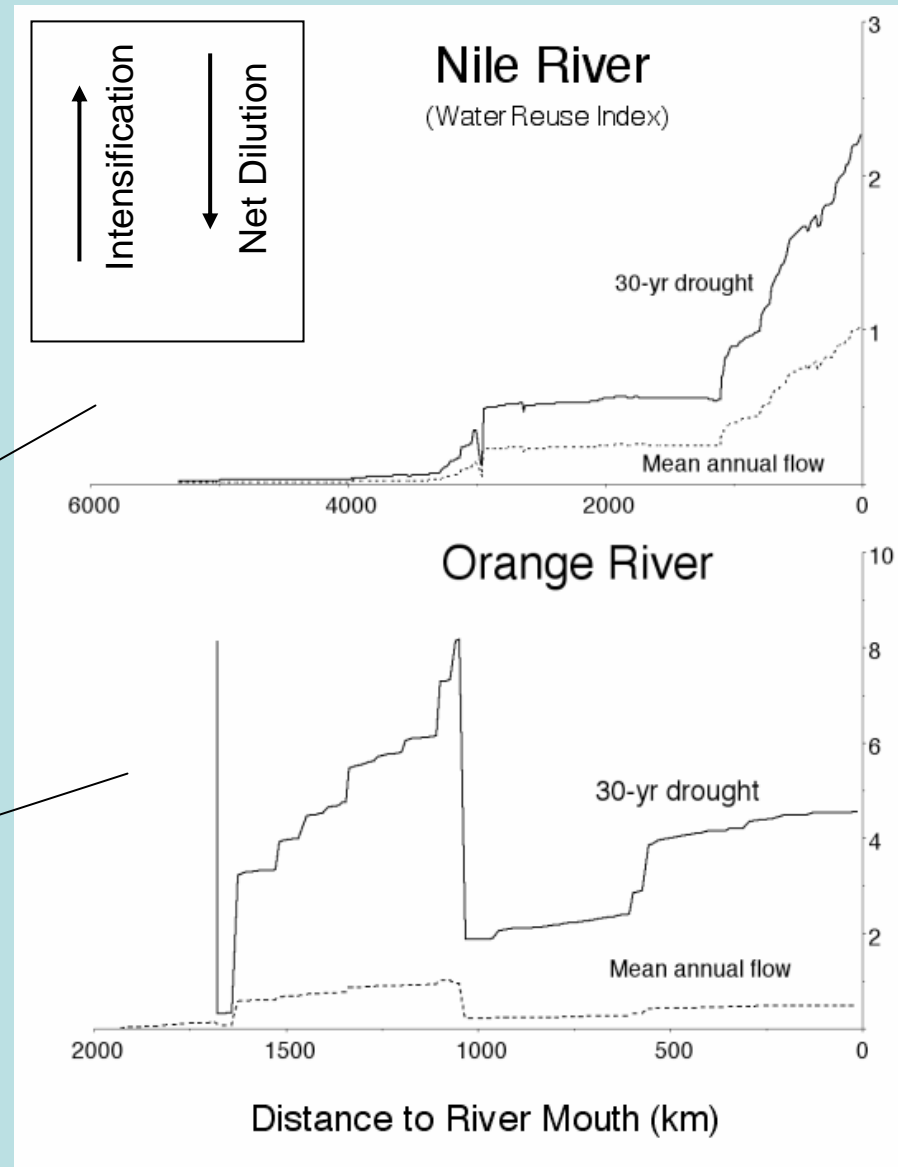 Intensification
Net Dilution
Nile River
(Water Reuse Index)
3
2
1
30-yr drought
Mean annual flow
6000 4000 2000 0
Orange River
10
8
6
4
2
30-yr drought
Mean annual flow
2000 1500 1000 500 0
Distance to River Mouth (km)